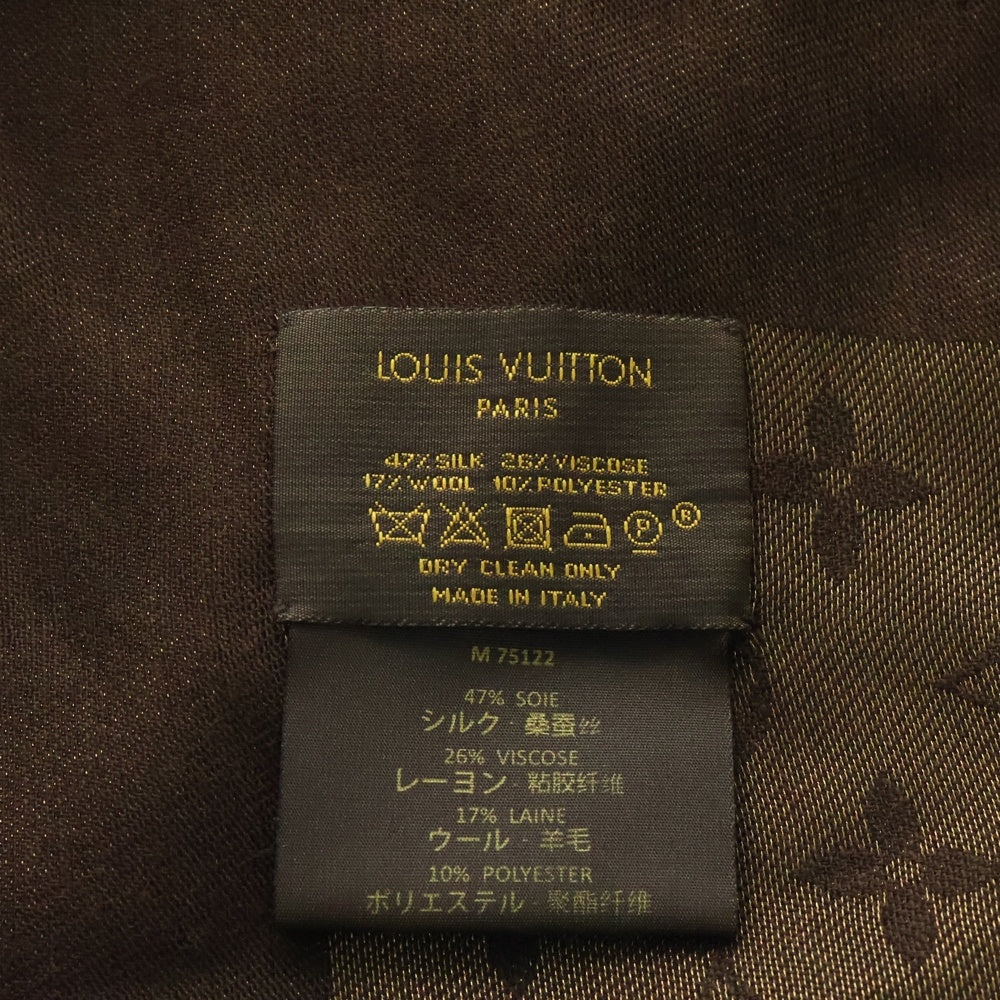 LOUIS VUITTON
PARIS
47% SILK 26% VISCOSE
17% WOOL 10% POLYESTER
P ®
DRY CLEAN ONLY
MADE IN ITALY
M 75122
47% SOIE
シルク · 桑蚕丝
26% VISCOSE
レーヨン · 粘胶纤维
17% LAINE
ウール · 羊毛
10% POLYESTER
ポリエステル · 聚酯纤维